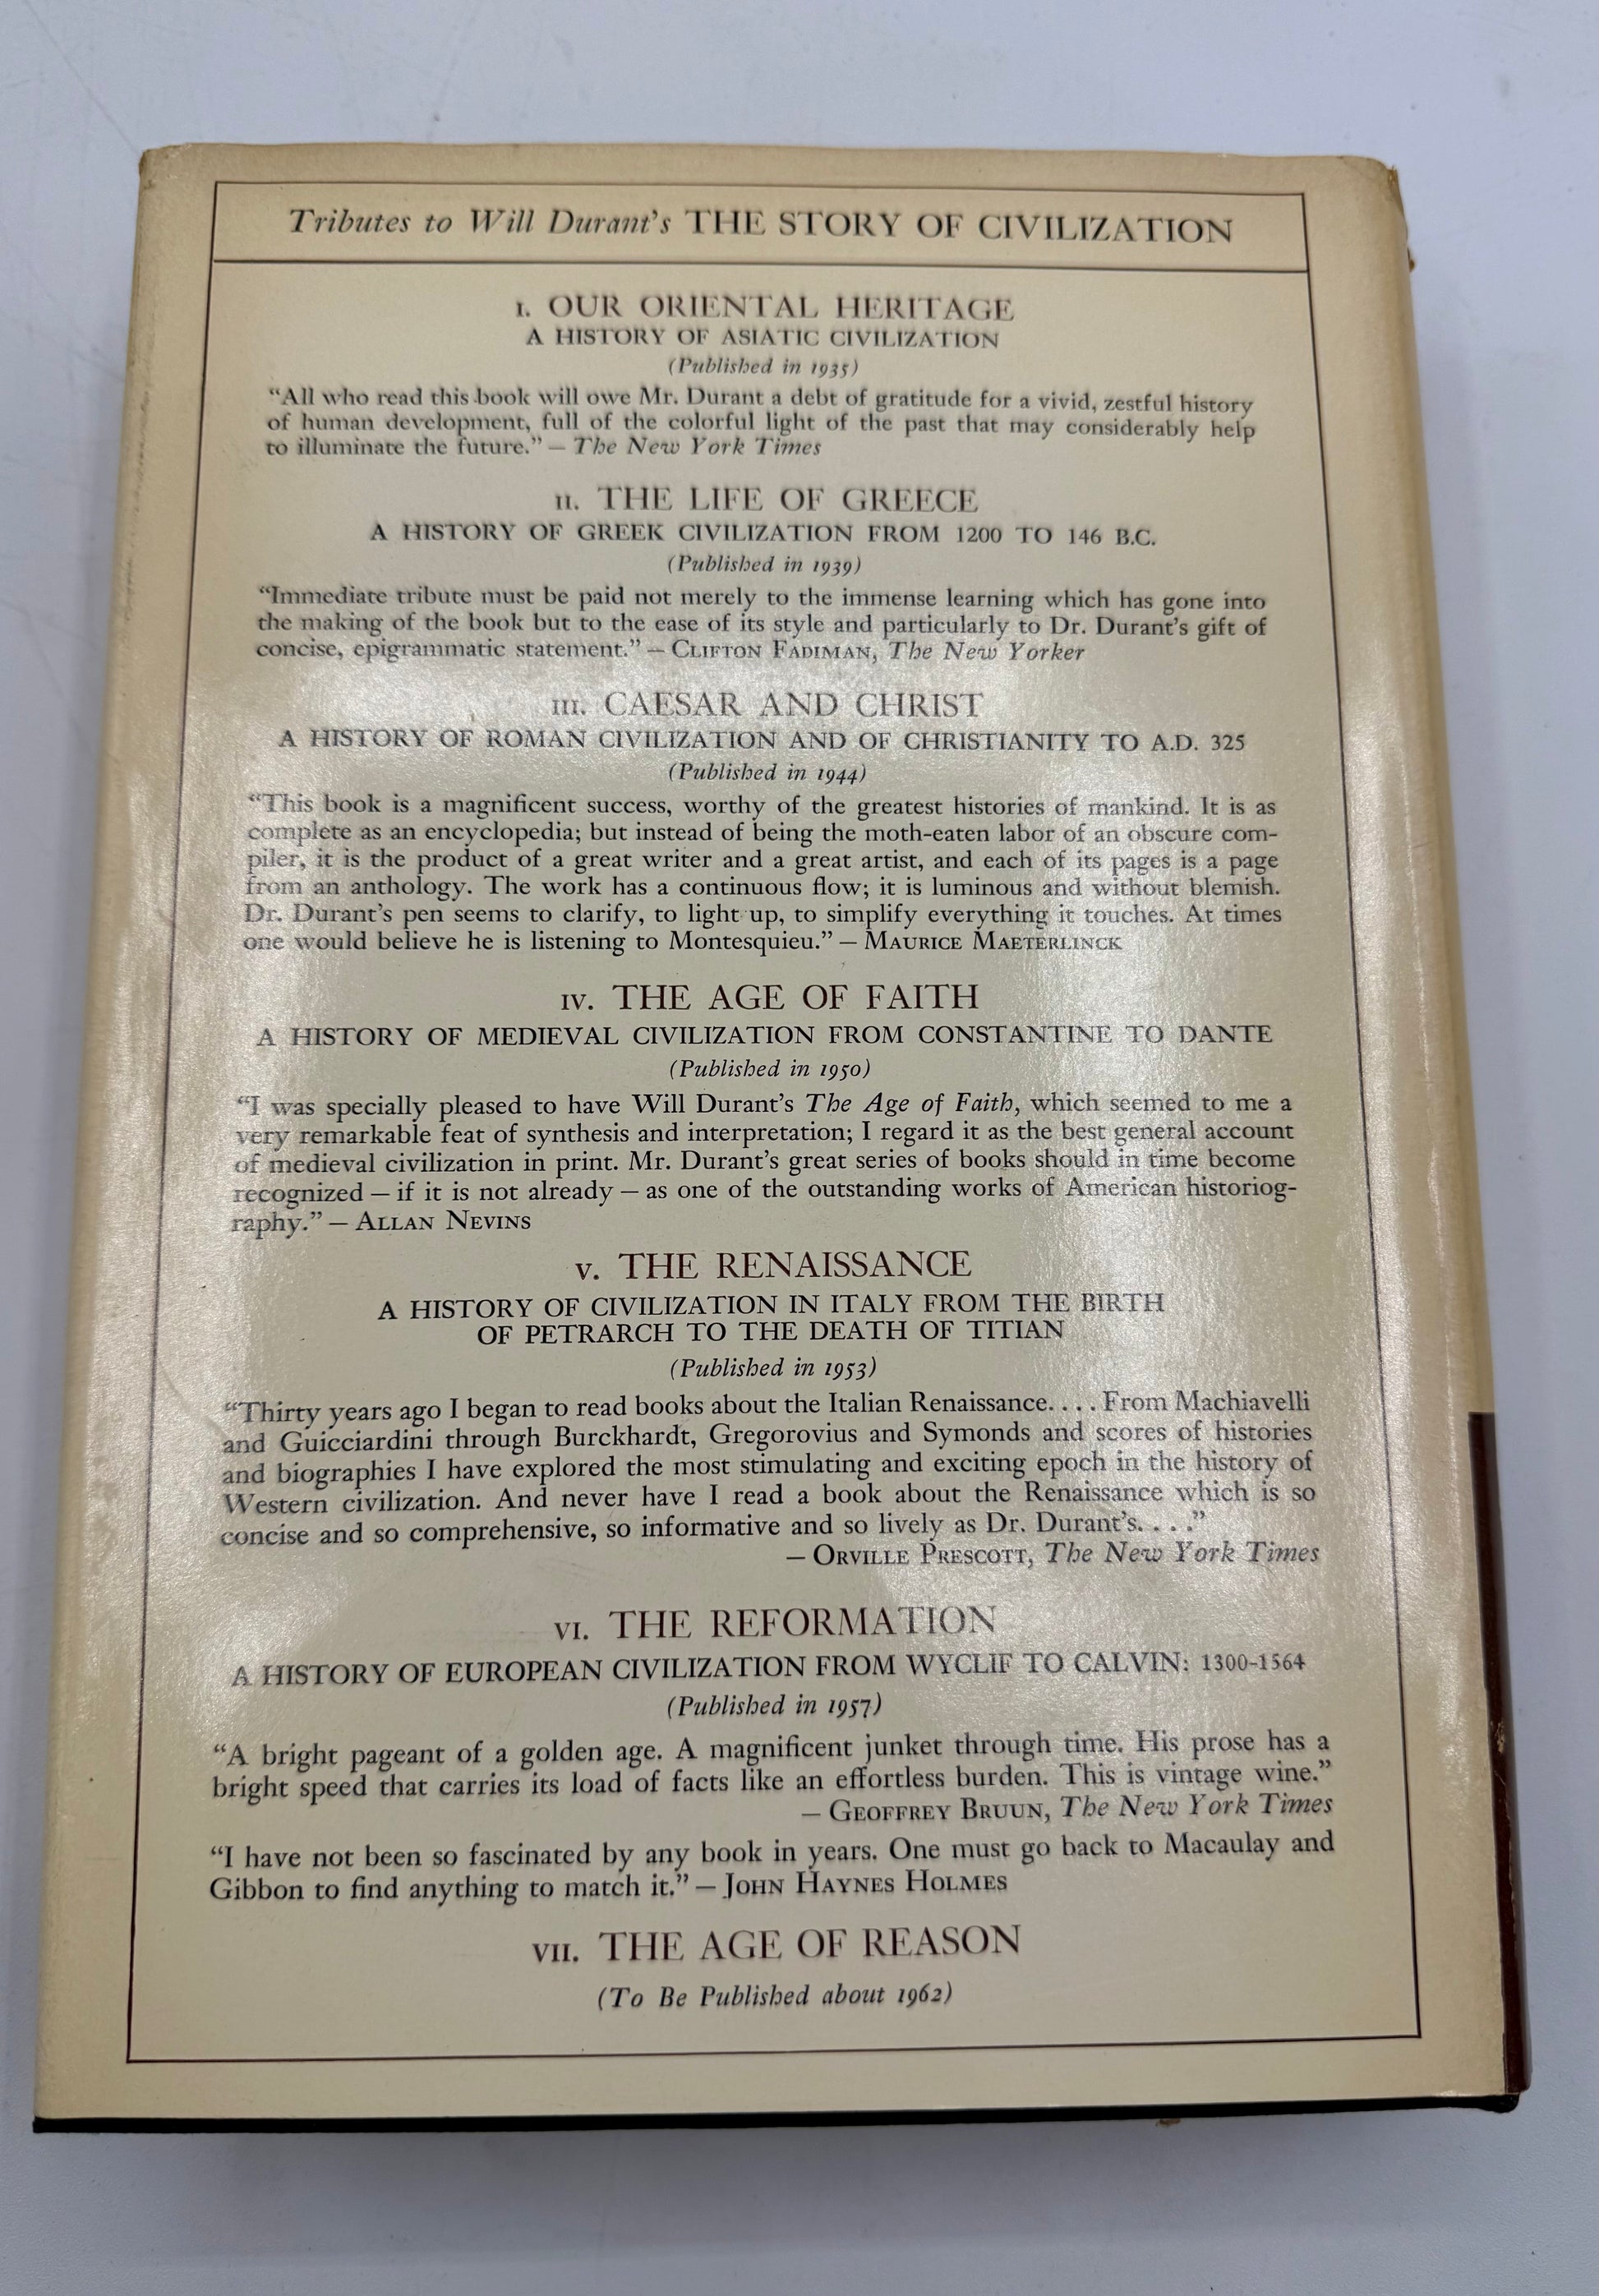 Tributes to Will Durant's THE STORY OF CIVILIZATION
I. OUR ORIENTAL HERITAGE
A HISTORY OF ASIATIC CIVILIZATION
(Published in 1935)
"All who read this book will owe Mr. Durant a debt of gratitude for a vivid, zestful history
of human development, full of the colorful light of the past that may considerably help
to illuminate the future." — The New York Times
II. THE LIFE OF GREECE
A HISTORY OF GREEK CIVILIZATION FROM 1200 TO 146 B.C.
(Published in 1939)
"Immediate tribute must be paid not merely to the immense learning which has gone into
the making of the book but to the ease of its style and particularly to Dr. Durant's gift of
concise, epigrammatic statement." — CLIFTON FADIMAN, The New Yorker
III. CAESAR AND CHRIST
A HISTORY OF ROMAN CIVILIZATION AND OF CHRISTIANITY TO A.D. 325
(Published in 1944)
"This book is a magnificent success, worthy of the greatest histories of mankind. It is as
complete as an encyclopedia; but instead of being the moth-eaten labor of an obscure com-
piler, it is the product of a great writer and a great artist, and each of its pages is a page
from an anthology. The work has a continuous flow; it is luminous and without blemish.
Dr. Durant's pen seems to clarify, to light up, to simplify everything it touches. At times
one would believe he is listening to Montesquieu." — MAURICE MAETERLINCK
IV. THE AGE OF FAITH
A HISTORY OF MEDIEVAL CIVILIZATION FROM CONSTANTINE TO DANTE
(Published in 1950)
"I was specially pleased to have Will Durant's The Age of Faith, which seemed to me a
very remarkable feat of synthesis and interpretation; I regard it as the best general account
of medieval civilization in print. Mr. Durant's great series of books should in time become
recognized — if it is not already — as one of the outstanding works of American historiog-
raphy." — ALLAN NEVINS
V. THE RENAISSANCE
A HISTORY OF CIVILIZATION IN ITALY FROM THE BIRTH
OF PETRARCH TO THE DEATH OF TITIAN
(Published in 1953)
"Thirty years ago I began to read books about the Italian Renaissance. . . . From Machiavelli
and Guicciardini through Burckhardt, Gregorovius and Symonds and scores of histories
and biographies I have explored the most stimulating and exciting epoch in the history of
Western civilization. And never have I read a book about the Renaissance which is so
concise and so comprehensive, so informative and so lively as Dr. Durant's. . . ."
— ORVILLE PRESCOTT, The New York Times
VI. THE REFORMATION
A HISTORY OF EUROPEAN CIVILIZATION FROM WYCLIF TO CALVIN: 1300-1564
(Published in 1957)
"A bright pageant of a golden age. A magnificent junket through time. His prose has a
bright speed that carries its load of facts like an effortless burden. This is vintage wine."
— GEOFFREY BRUUN, The New York Times
"I have not been so fascinated by any book in years. One must go back to Macaulay and
Gibbon to find anything to match it." — JOHN HAYNES HOLMES
VII. THE AGE OF REASON
(To Be Published about 1962)